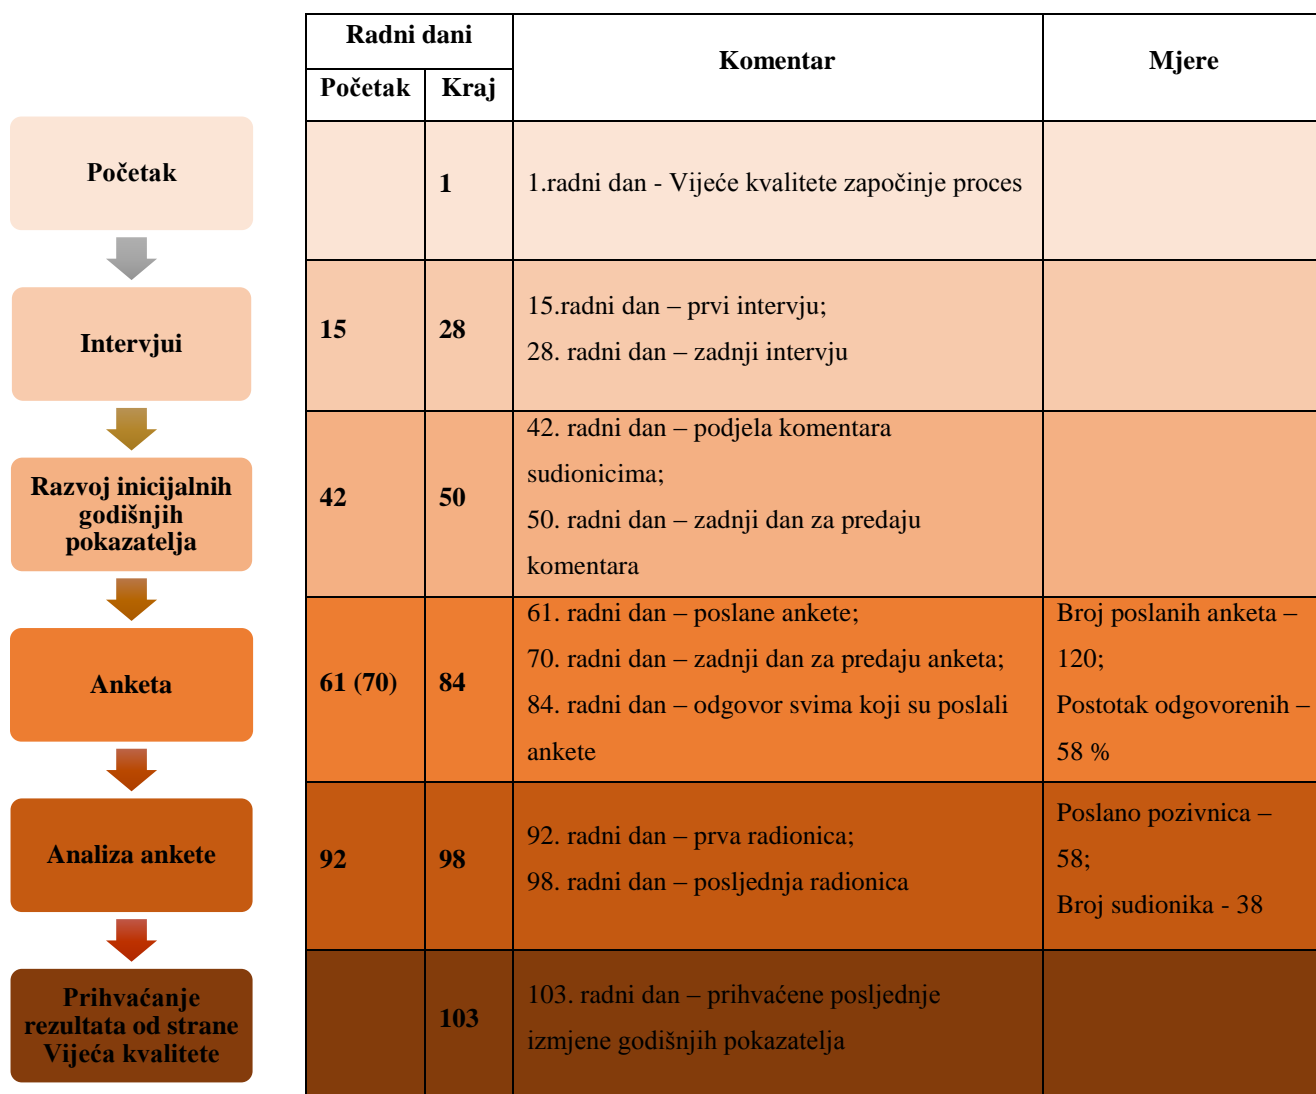 Radni dani
Komentar
Mjere
Početak
Kraj
Početak
1
1.radni dan - Vijeće kvalitete započinje proces
Intervjui
15
28
15.radni dan – prvi intervju;
28. radni dan – zadnji intervju
Razvoj inicijalnih
godišnjih
pokazatelja
42
50
42. radni dan – podjela komentara
sudionicima;
50. radni dan – zadnji dan za predaju
komentara
Anketa
61 (70)
84
61. radni dan – poslane ankete;
70. radni dan – zadnji dan za predaju anketa;
84. radni dan – odgovor svima koji su poslali
ankete
Broj poslanih anketa –
120;
Postotak odgovorenih –
58 %
Analiza ankete
92
98
92. radni dan – prva radionica;
98. radni dan – posljednja radionica
Poslano pozivnica –
58;
Broj sudionika - 38
Prihvaćanje
rezultata od strane
Vijeća kvalitete
103
103. radni dan – prihvaćene posljednje
izmjene godišnjih pokazatelja